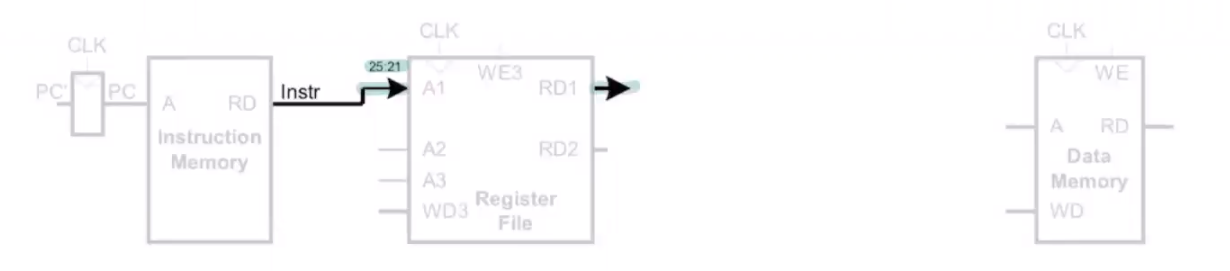 CLK
PC'
PC
A
RD
Instruction
Memory
Instr
25:21
CLK
WE3
A1
RD1
A2
RD2
A3
WD3
Register
File
CLK
WE
A
RD
Data
Memory
WD